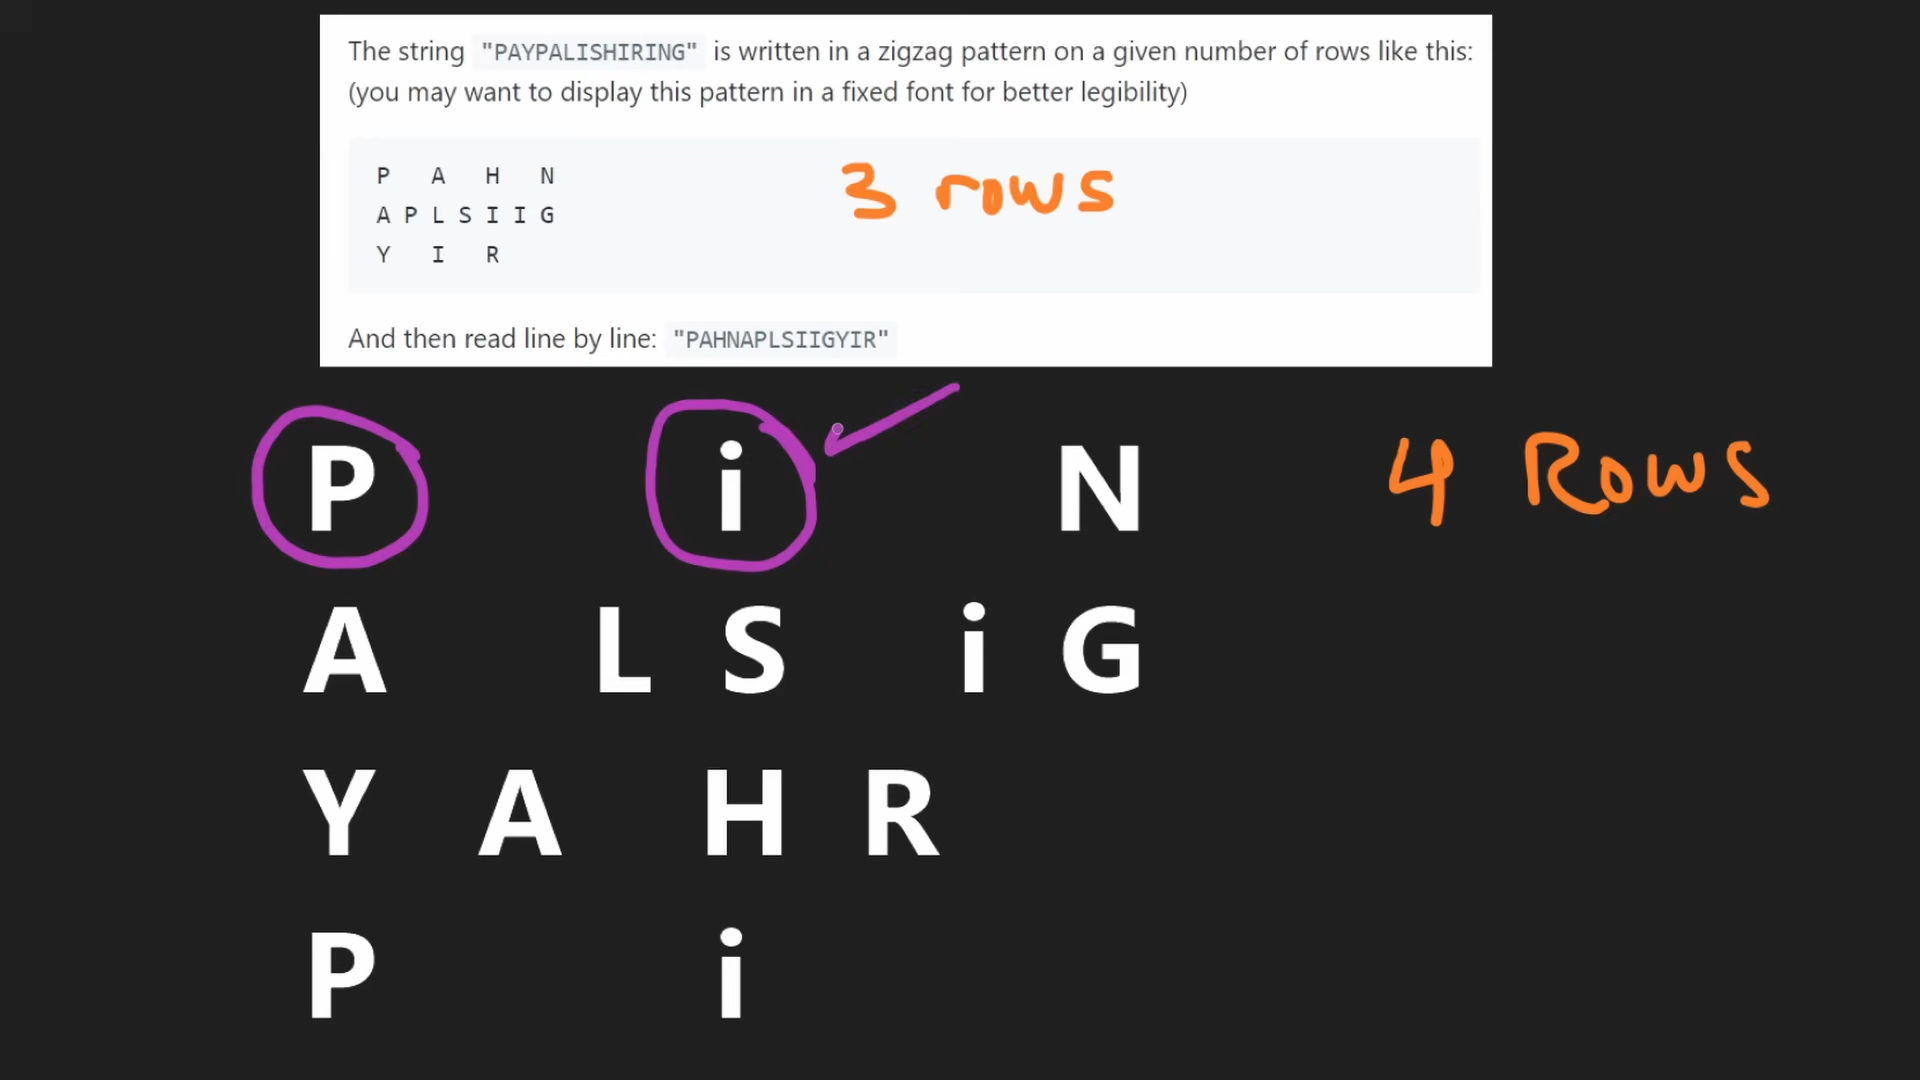 The string "PAYPALISHIRING" is written in a zigzag pattern on a given number of rows like this:
(you may want to display this pattern in a fixed font for better legibility)
P A H N
A P L S I I G
Y I R
3 rows
And then read line by line: "PAHNAPLSIIGYIR"
P i N
4 Rows
A L S i G
Y A H R
P i